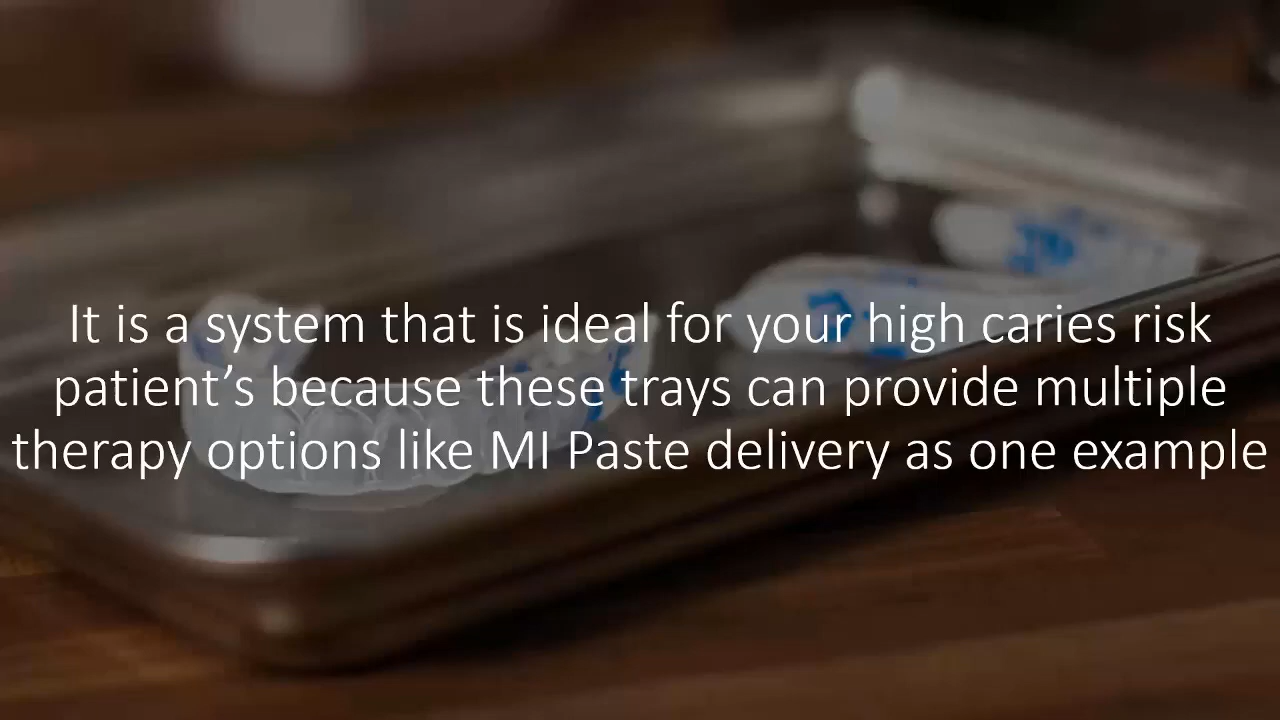 It is a system that is ideal for your high caries risk
patient’s because these trays can provide multiple
therapy options like MI Paste delivery as one example